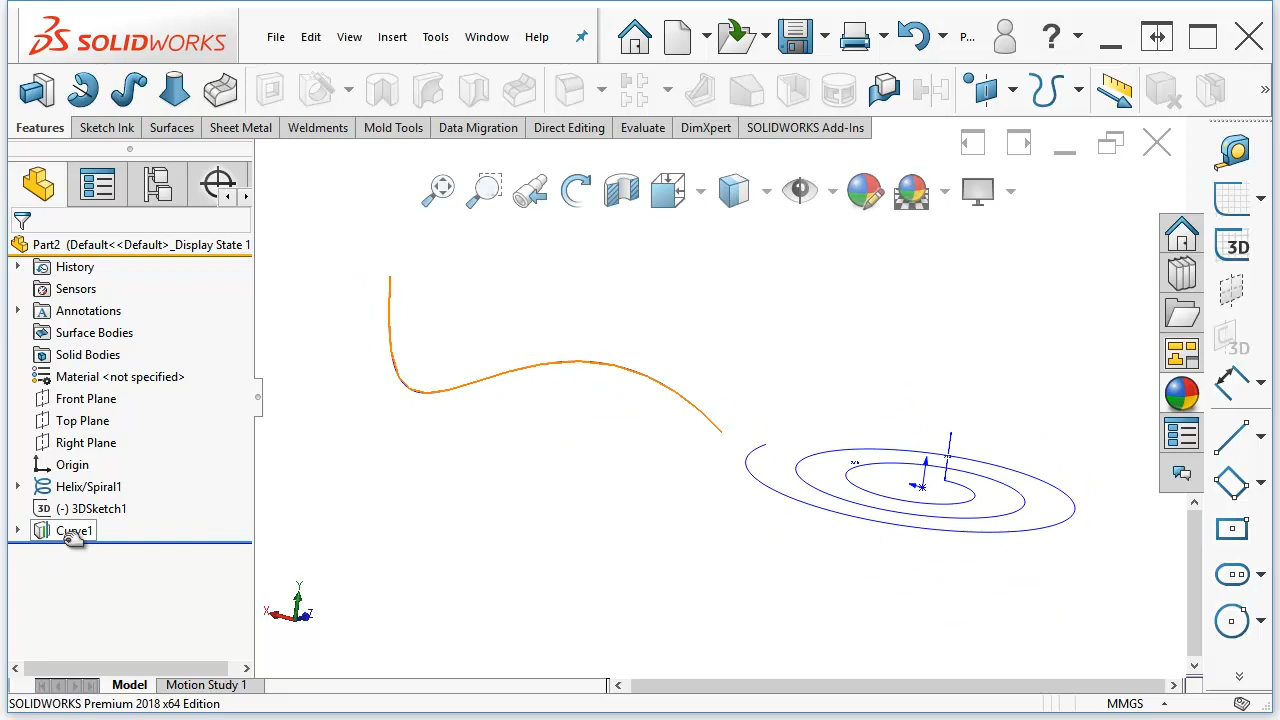 SOLIDWORKS
File Edit View Insert Tools Window Help
P...
?
Features Sketch Ink Surfaces Sheet Metal Weldments Mold Tools Data Migration Direct Editing Evaluate DimXpert SOLIDWORKS Add-Ins
Part2 (Default<<Default>_Display State 1
History
Sensors
Annotations
Surface Bodies
Solid Bodies
Material <not specified>
Front Plane
Top Plane
Right Plane
Origin
Helix/Spiral1
3D (-) 3DSketch1
Curve1
Y
X
Z
3D
3D
Model Motion Study 1
SOLIDWORKS Premium 2018 x64 Edition
MMGS